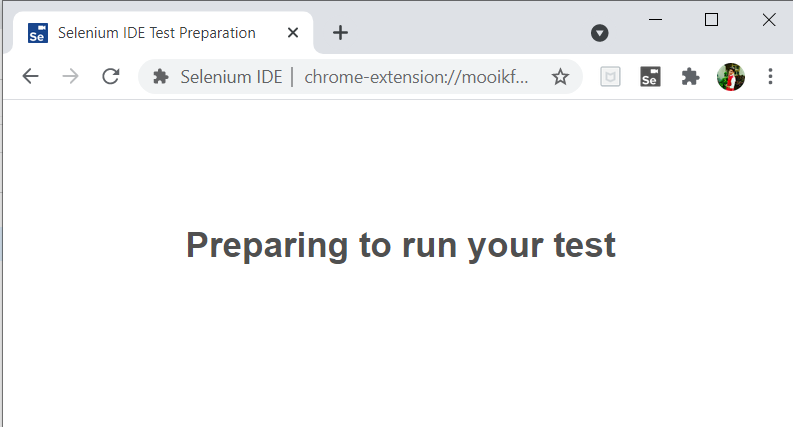 Se Selenium IDE Test Preparation
Selenium IDE | chrome-extension://mooikf... Se
Preparing to run your test